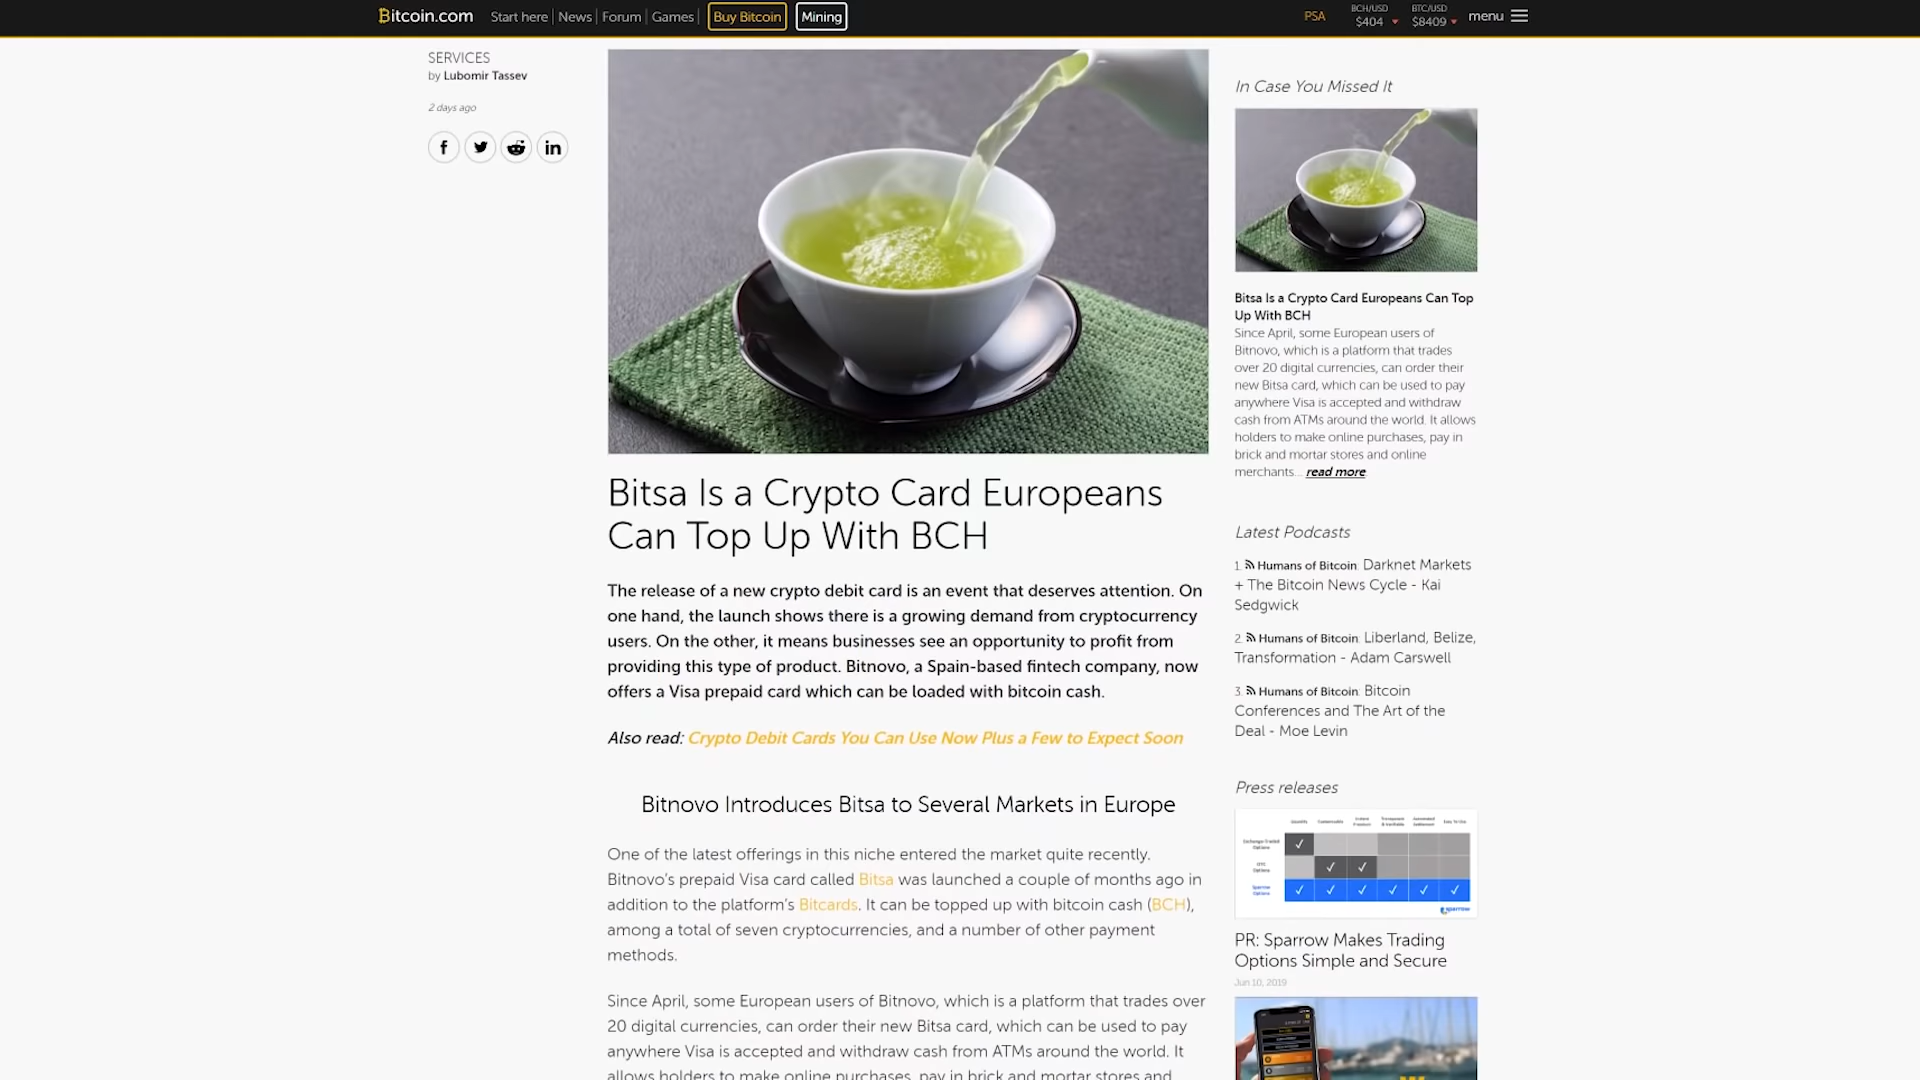 Bitcoin.com
Start here
News
Forum
Games
Buy Bitcoin
Mining
PSA
BCH/USD
$404
BTC/USD
$8409
menu
SERVICES
by Lubomir Tassev
2 days ago
Bitsa Is a Crypto Card Europeans
Can Top Up With BCH
The release of a new crypto debit card is an event that deserves attention. On
one hand, the launch shows there is a growing demand from cryptocurrency
users. On the other, it means businesses see an opportunity to profit from
providing this type of product. Bitnovo, a Spain-based fintech company, now
offers a Visa prepaid card which can be loaded with bitcoin cash.
Also read: Crypto Debit Cards You Can Use Now Plus a Few to Expect Soon
Bitnovo Introduces Bitsa to Several Markets in Europe
One of the latest offerings in this niche entered the market quite recently.
Bitnovo's prepaid Visa card called Bitsa was launched a couple of months ago in
addition to the platform's Bitcards. It can be topped up with bitcoin cash (BCH),
among a total of seven cryptocurrencies, and a number of other payment
methods.
Since April, some European users of Bitnovo, which is a platform that trades over
20 digital currencies, can order their new Bitsa card, which can be used to pay
anywhere Visa is accepted and withdraw cash from ATMs around the world. It
allows holders to make online purchases, pay in brick and mortar stores and
In Case You Missed It
Bitsa Is a Crypto Card Europeans Can Top
Up With BCH
Since April, some European users of
Bitnovo, which is a platform that trades
over 20 digital currencies, can order their
new Bitsa card, which can be used to pay
anywhere Visa is accepted and withdraw
cash from ATMs around the world. It allows
holders to make online purchases, pay in
brick and mortar stores and online
merchants... read more
Latest Podcasts
1. Humans of Bitcoin: Darknet Markets
+ The Bitcoin News Cycle - Kai
Sedgwick
2. Humans of Bitcoin: Liberland, Belize,
Transformation - Adam Carswell
3. Humans of Bitcoin: Bitcoin
Conferences and The Art of the
Deal - Moe Levin
Press releases
Exchange-Traded
Options
OTC
Options
Sparrow
Options
sparrow
PR: Sparrow Makes Trading
Options Simple and Secure
Jun 10, 2019